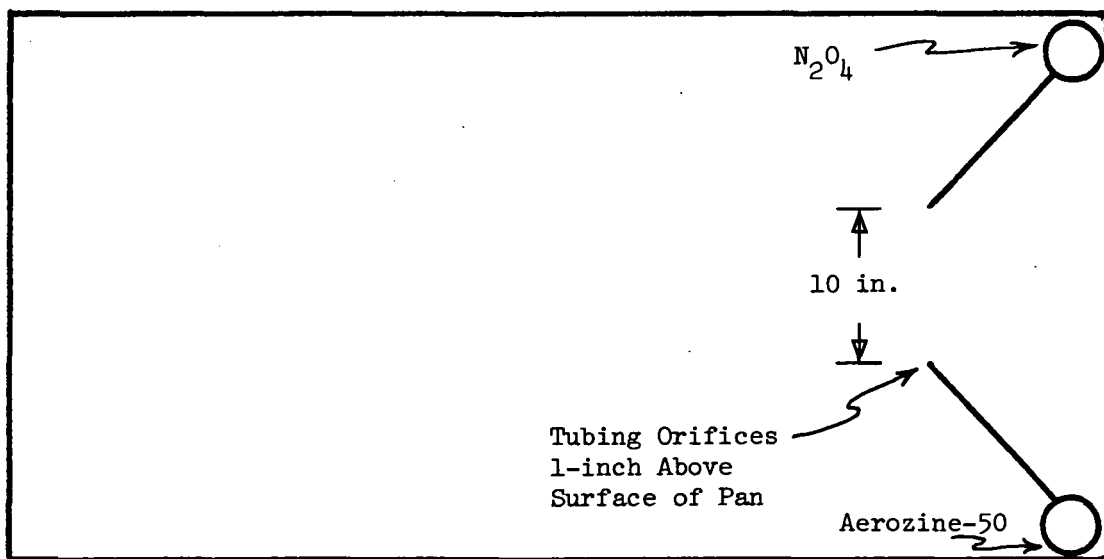 N₂O₄
10 in.
Tubing Orifices
1-inch Above
Surface of Pan
Aerozine-50